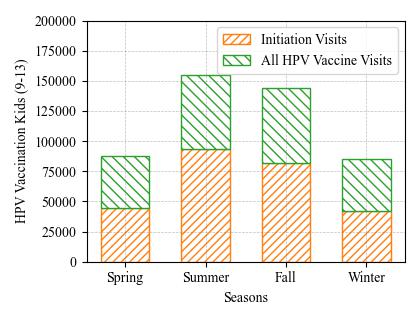 200000
175000
150000
125000
100000
75000
50000
25000
0
HPV Vaccination Kids (9-13)
Initiation Visits
All HPV Vaccine Visits
Spring Summer Fall Winter
Seasons